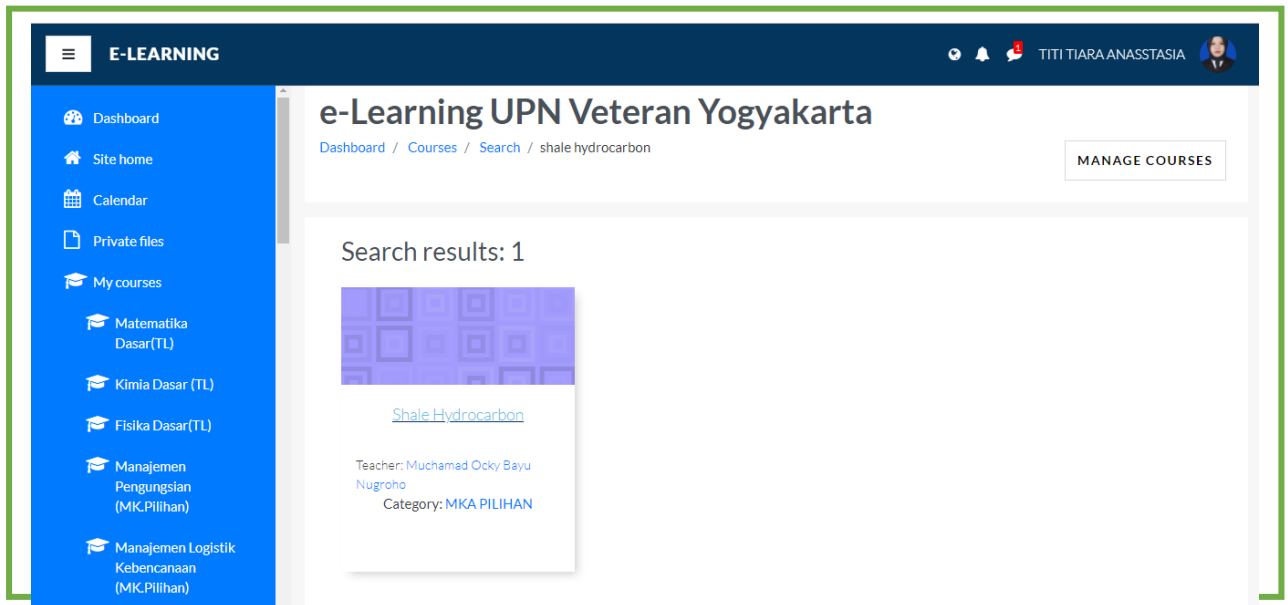 E-LEARNING
1
TITI TIARA ANASSTASIA
Dashboard
Site home
Calendar
Private files
My courses
Matematika
Dasar(TL)
Kimia Dasar (TL)
Fisika Dasar(TL)
Manajemen
Pengungsian
(MK.Pilihan)
Manajemen Logistik
Kebencanaan
(MK.Pilihan)
e-Learning UPN Veteran Yogyakarta
Dashboard / Courses / Search / shale hydrocarbon
MANAGE COURSES
Search results: 1
Shale Hydrocarbon
Teacher: Muchamad Ocky Bayu
Nugroho
Category: MKA PILIHAN